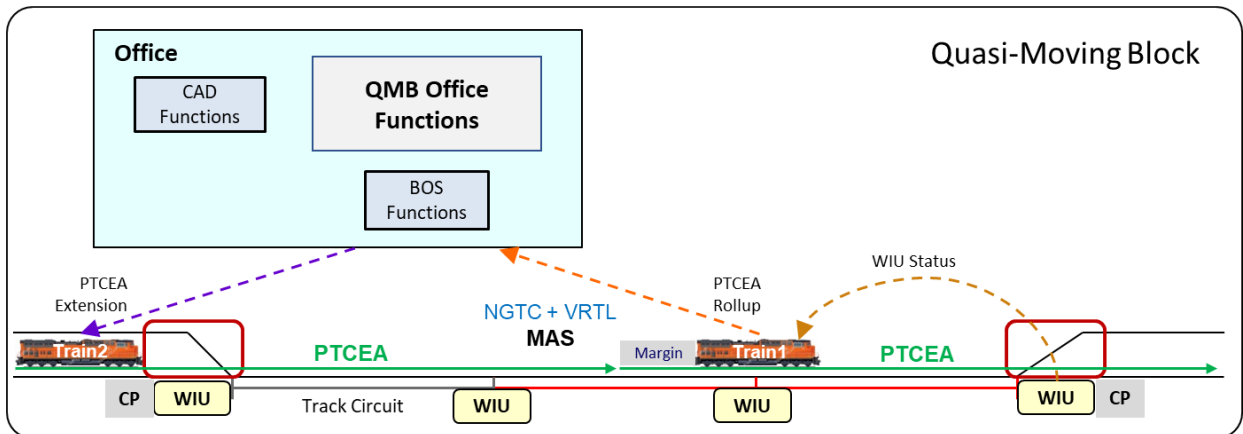 Office
Quasi-Moving Block
CAD
Functions
QMB Office
Functions
BOS
Functions
PTCEA
Extension
PTCEA
Rollup
WIU Status
NGTC + VRTL
MAS
Train2
PTCEA
Margin
Train1
PTCEA
CP
WIU
Track Circuit
WIU
WIU
WIU
CP